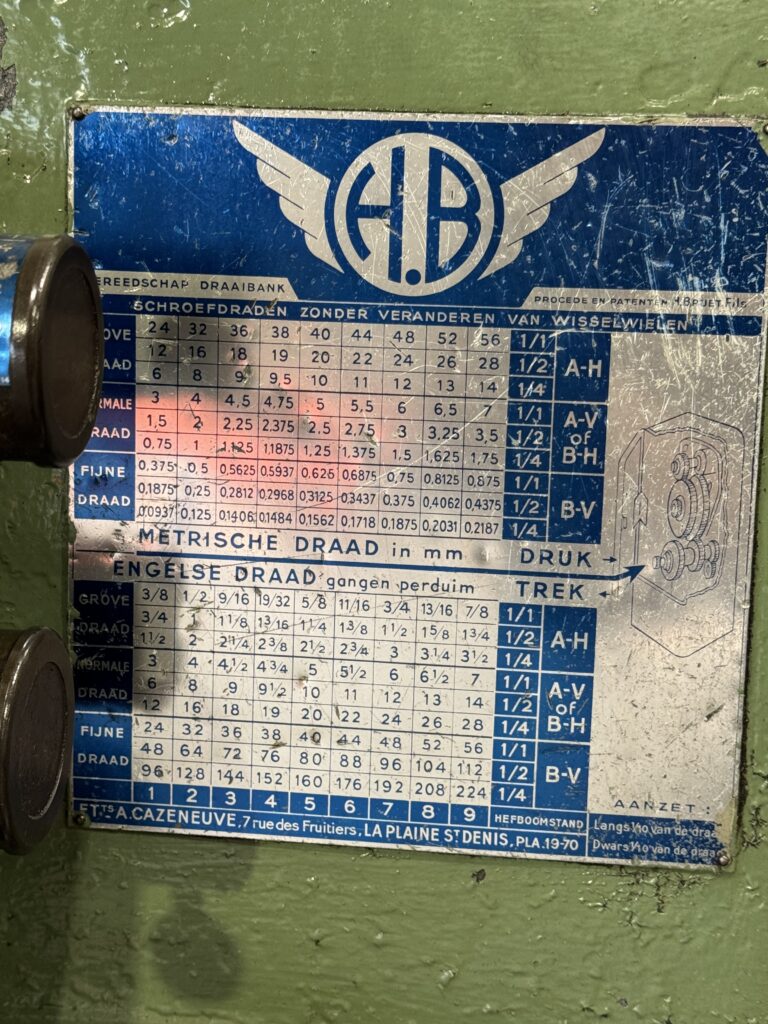 H.B
EREEDSCHAP DRAAIBANK
PROCEDE EN PATENTEN H.BRUET.Fils
SCHROEFDRADEN ZONDER VERANDEREN VAN WISSELWIELEN
24 32 36 38 40 44 48 52 56 1/1
12 16 18 19 20 22 24 26 28 1/2 A-H
6 8 9 9,5 10 11 12 13 14 1/4
3 4 4,5 4,75 5 5,5 6 6,5 7 1/1 A-V
1,5 2 2,25 2.375 2.5 2,75 3 3,25 3,5 1/2 of
0,75 1 1,125 1,1875 1,25 1,375 1,5 1,625 1,75 1/4 B-H
FIJNE 0,375 0,5 0,5625 0,5937 0,625 0,6875 0,75 0,8125 0,875 1/1
DRAAD 0,1875 0,25 0,2812 0,2968 0,3125 0,3437 0,375 0,4062 0,4375 1/2 B-V
0,0937 0,125 0,1406 0,1484 0,1562 0,1718 0,1875 0,2031 0,2187 1/4
METRISCHE DRAAD in mm DRUK →
ENGELSE DRAAD gangen perduim TREK ←
GROVE 3/8 1/2 9/16 19/32 5/8 11/16 3/4 13/16 7/8 1/1
DRAAD 3/4 1 1 1/8 1 3/16 1 1/4 1 3/8 1 1/2 1 5/8 1 3/4 1/2 A-H
1 1/2 2 2 1/4 2 3/8 2 1/2 2 3/4 3 3 1/4 3 1/2 1/4
NORMALE 3 4 4 1/2 4 3/4 5 5 1/2 6 6 1/2 7 1/1 A-V
DRAAD 6 8 9 9 1/2 10 11 12 13 14 1/2 of
12 16 18 19 20 22 24 26 28 1/4 B-H
FIJNE 24 32 36 38 40 44 48 52 56 1/1
DRAAD 48 64 72 76 80 88 96 104 112 1/2 B-V
96 128 144 152 160 176 192 208 224 1/4
1 2 3 4 5 6 7 8 9 HEFBOOMSTAND
AANZET :
Langs 1/10 van de draa
Dwars 1/10 van de draa
ETTS A.CAZENEUVE, 7 rue des Fruitiers, LA PLAINE ST DENIS, PLA.19-70